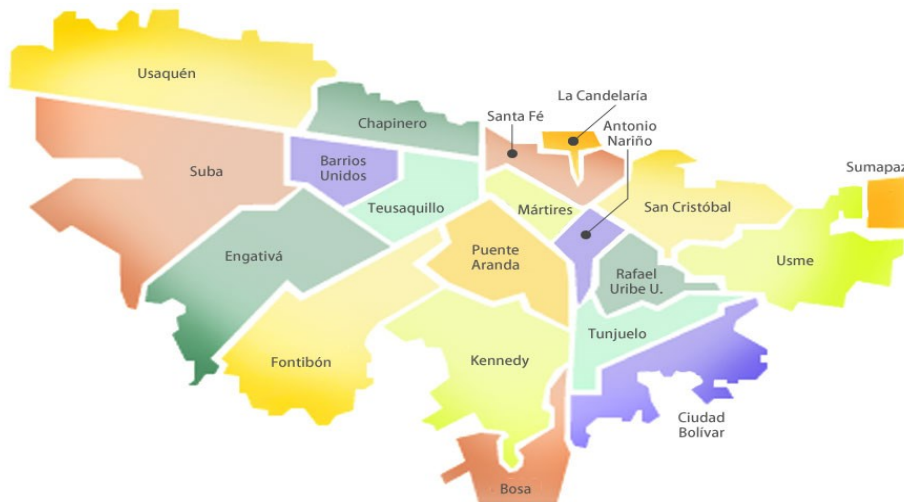 Usaquén
La Candelaría
Santa Fé
Antonio
Nariño
Chapinero
Barrios
Unidos
Sumapaz
Suba
Teusaquillo
Mártires
San Cristóbal
Engativá
Puente
Aranda
Usme
Rafael
Uribe U.
Tunjuelo
Fontibón
Kennedy
Ciudad
Bolívar
Bosa